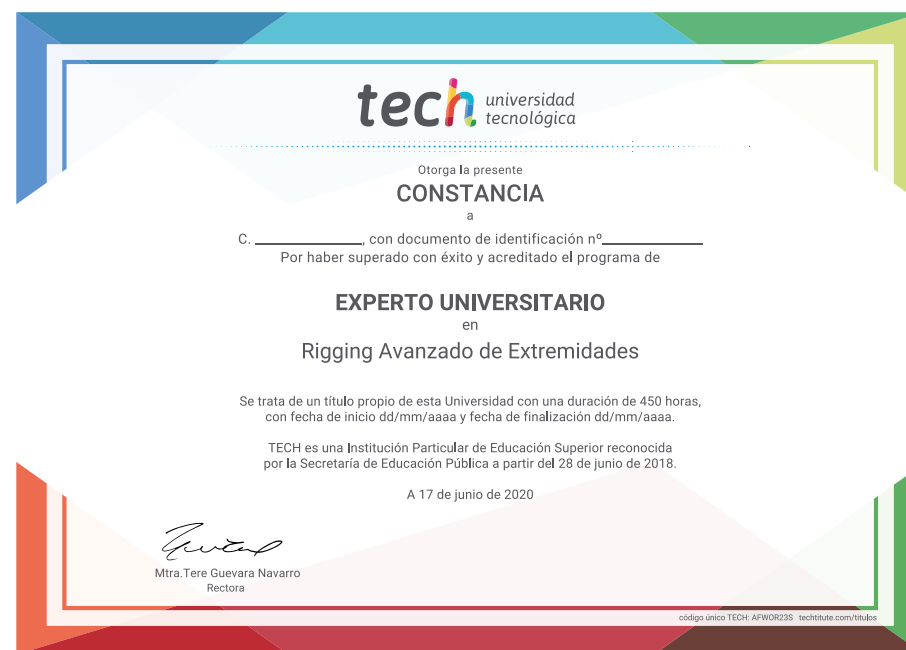 tech universidad
tecnológica
Otorga la presente
CONSTANCIA
a
C. ______________, con documento de identificación nº_____________
Por haber superado con éxito y acreditado el programa de
EXPERTO UNIVERSITARIO
en
Rigging Avanzado de Extremidades
Se trata de un título propio de esta Universidad con una duración de 450 horas,
con fecha de inicio dd/mm/aaaa y fecha de finalización dd/mm/aaaa.
TECH es una Institución Particular de Educación Superior reconocida
por la Secretaría de Educación Pública a partir del 28 de junio de 2018.
A 17 de junio de 2020
Mtra.Tere Guevara Navarro
Rectora
código único TECH: AFWOR23S techtitute.com/titulos